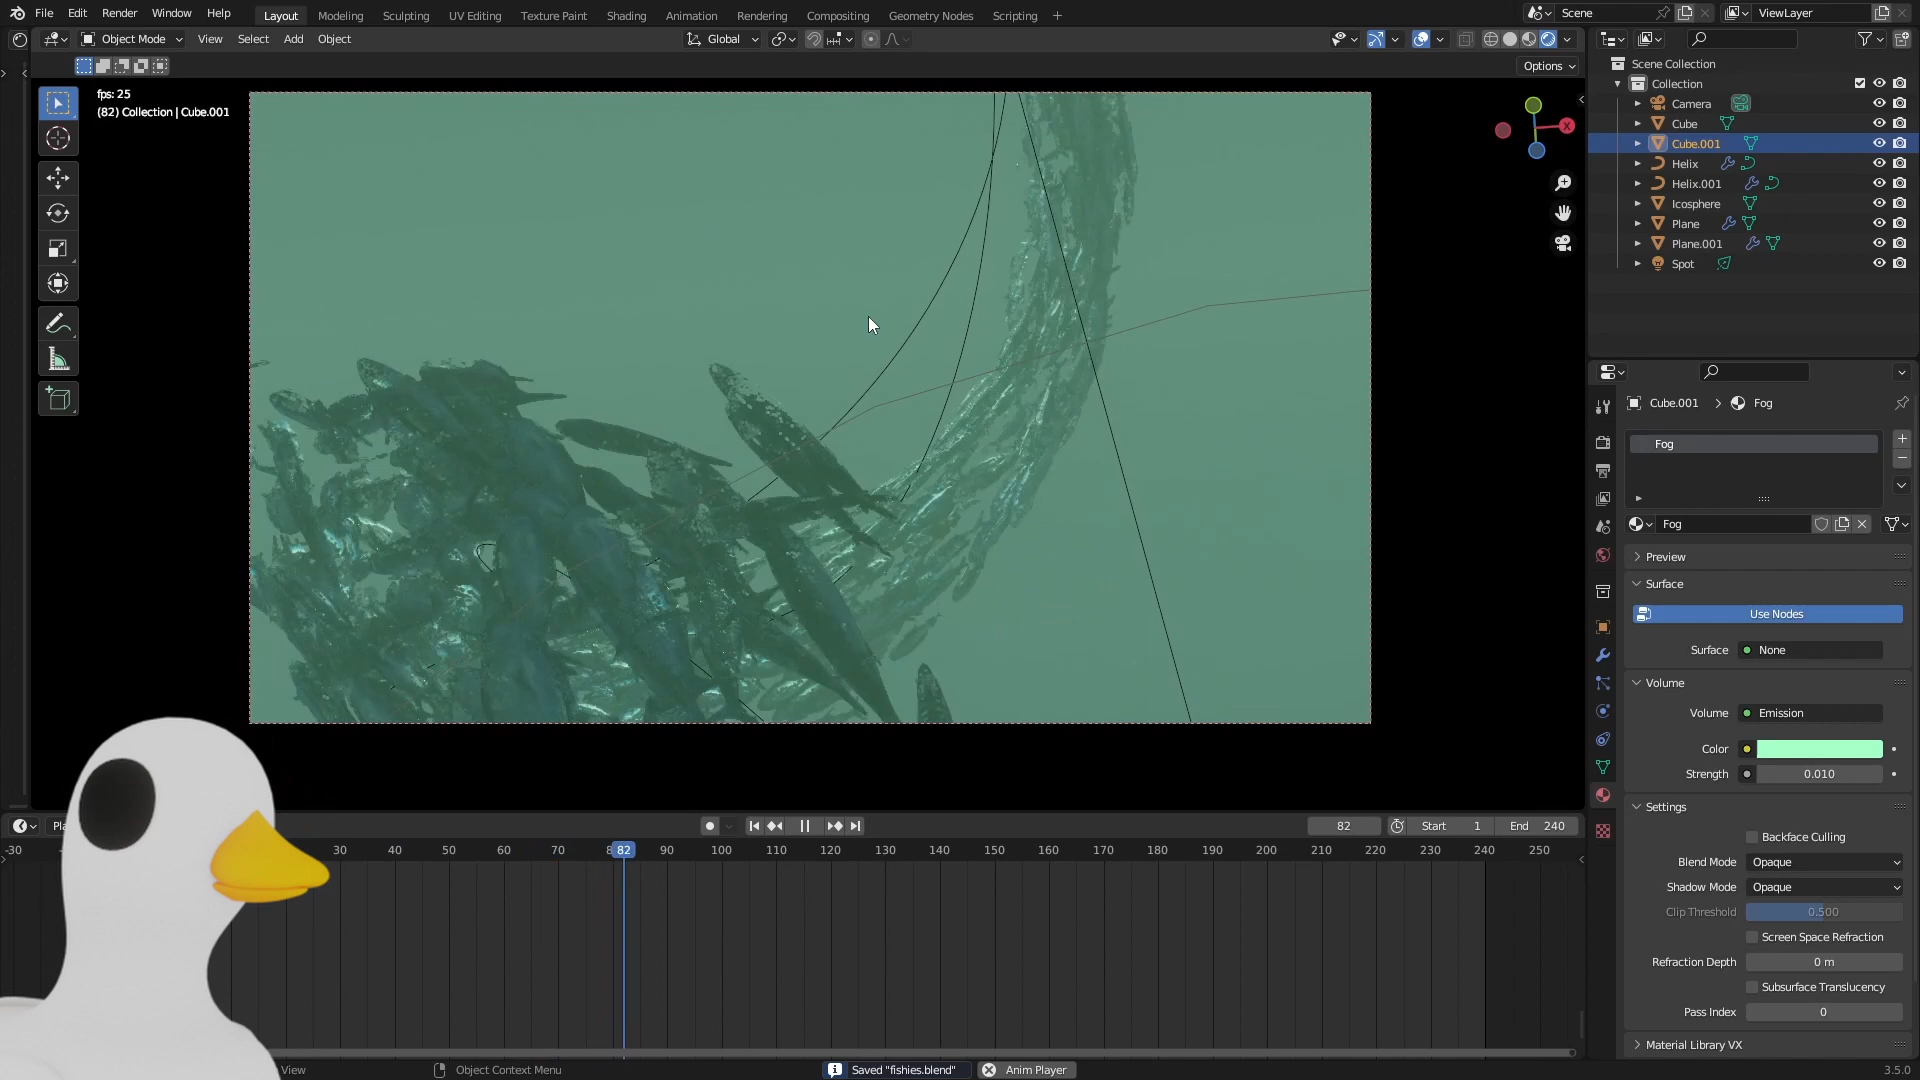 File Edit Render Window Help
Layout Modeling Sculpting UV Editing Texture Paint Shading Animation Rendering Compositing Geometry Nodes Scripting +
Scene
ViewLayer
Object Mode View Select Add Object
Global
Options
fps: 25
(82) Collection | Cube.001
X
Scene Collection
Collection
Camera
Cube
Cube.001
Helix
Helix.001
Icosphere
Plane
Plane.001
Spot
Cube.001 > Fog
Fog
Fog
Preview
Surface
Use Nodes
Surface None
Volume
Volume Emission
Color
Strength 0.010
Settings
Backface Culling
Blend Mode Opaque
Shadow Mode Opaque
Clip Threshold 0.500
Screen Space Refraction
Refraction Depth 0 m
Subsurface Translucency
Pass Index 0
Material Library VX
82 Start 1 End 240
-30 30 40 50 60 70 82 90 100 110 120 130 140 150 160 170 180 190 200 210 220 230 240 250
View Object Context Menu Saved "fishies.blend" Anim Player 3.5.0